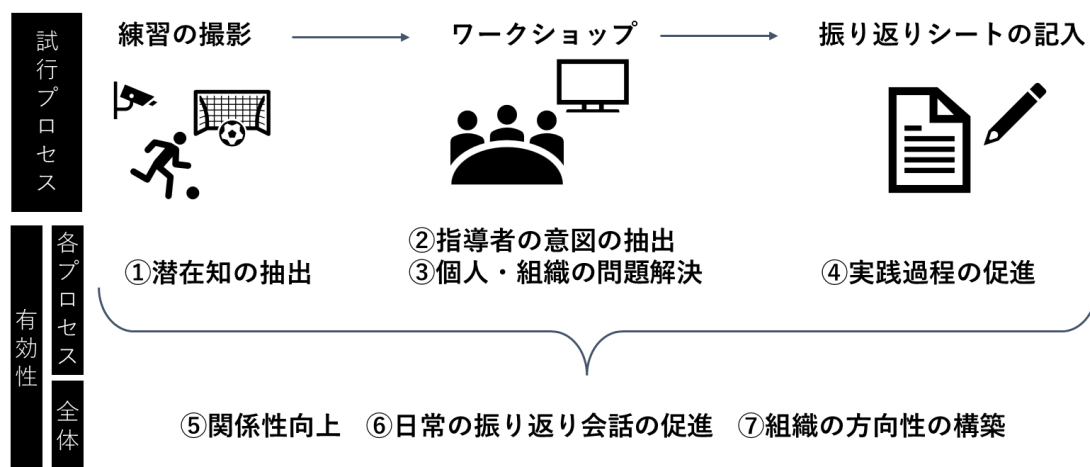 試行プロセス
練習の撮影
ワークショップ
振り返りシートの記入
有効性
各プロセス
①潜在知の抽出
②指導者の意図の抽出
③個人・組織の問題解決
④実践過程の促進
全体
⑤関係性向上 ⑥日常の振り返り会話の促進 ⑦組織の方向性の構築